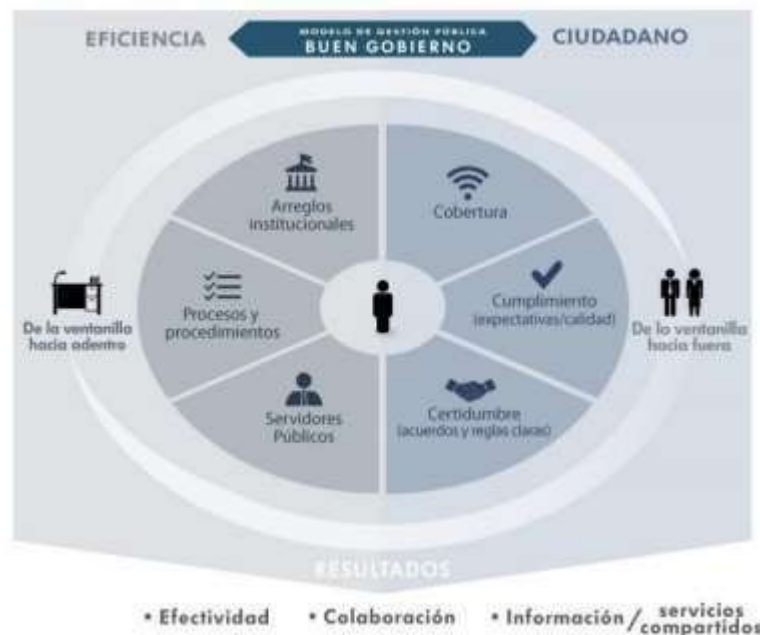 EFICIENCIA
MODELO DE GESTIÓN PÚBLICA
BUEN GOBIERNO
CIUDADANO
Arreglos
institucionales
Cobertura
Procesos y
procedimientos
Cumplimiento
(expectativas/calidad)
De la ventanilla
hacia adentro
De la ventanilla
hacia fuera
Servidores
Públicos
Certidumbre
(acuerdos y reglas claras)
RESULTADOS
• Efectividad
• Colaboración
• Información / servicios
compartidos